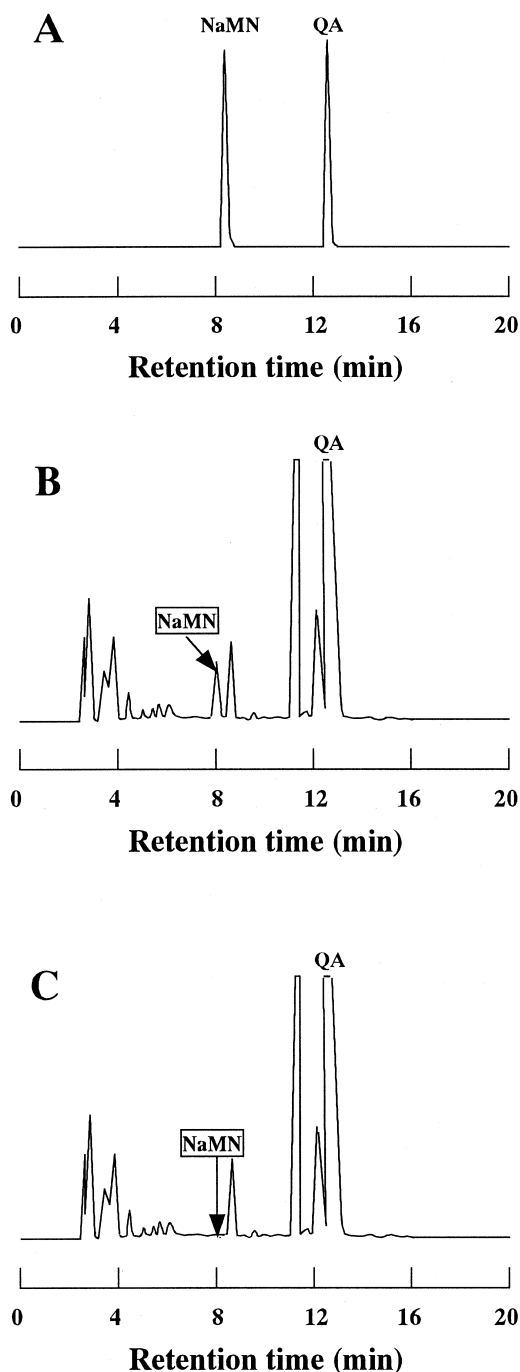 A
NaMN QA
0 4 8 12 16 20
Retention time (min)
B
QA
NaMN
0 4 8 12 16 20
Retention time (min)
C
QA
NaMN
0 4 8 12 16 20
Retention time (min)